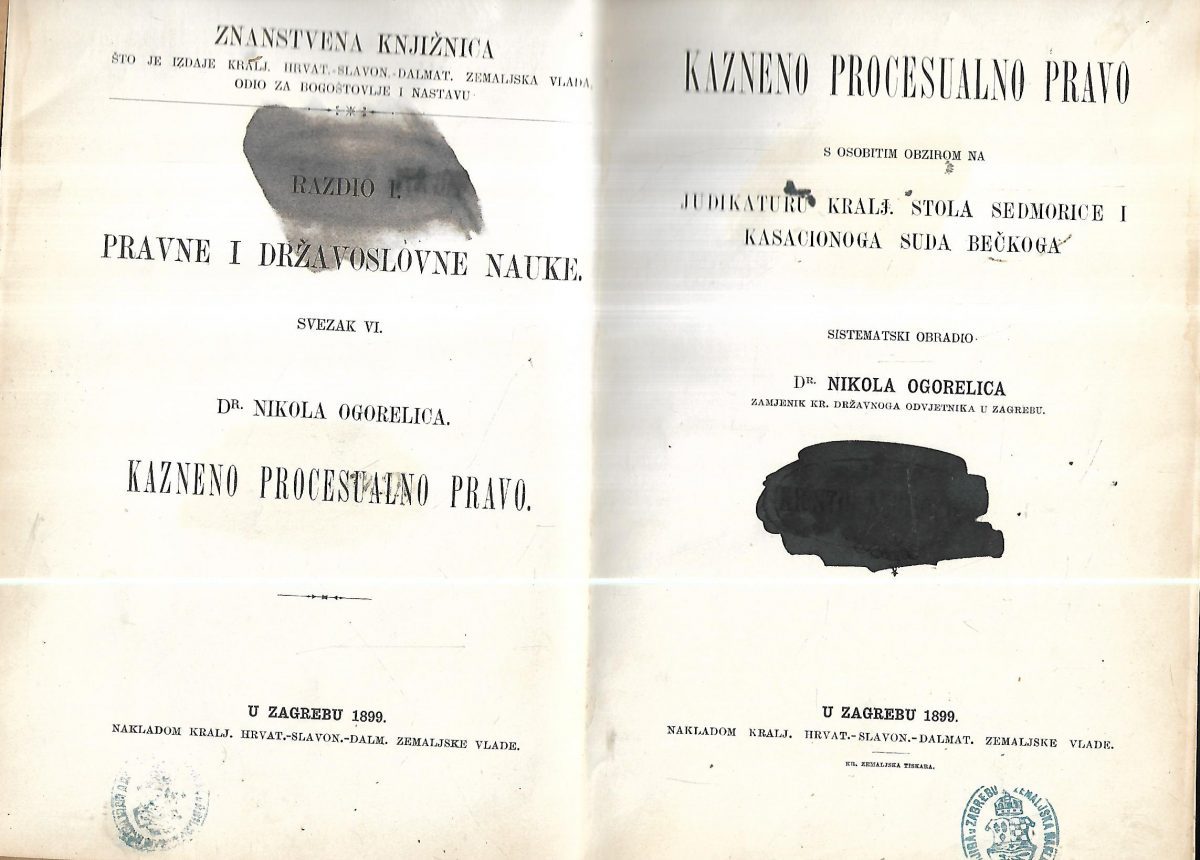 ZNANSTVENA KNJIŽNICA
ŠTO JE IZDAJE KRALJ. HRVAT.-SLAVON.-DALMAT. ZEMALJSKA VLADA,
ODIO ZA BOGOŠTOVLJE I NASTAVU
RAZDIO I.
PRAVNE I DRŽAVOSLOVNE NAUKE.
SVEZAK VI.
DR. NIKOLA OGORELICA.
KAZNENO PROCESUALNO PRAVO.
U ZAGREBU 1899.
NAKLADOM KRALJ. HRVAT.-SLAVON.-DALM. ZEMALJSKE VLADE.
KAZNENO PROCESUALNO PRAVO
S OSOBITIM OBZIROM NA
JUDIKATURU KRALJ. STOLA SEDMORICE I
KASACIONOGA SUDA BEČKOGA
SISTEMATSKI OBRADIO
DR. NIKOLA OGORELICA
ZAMJENIK KR. DRŽAVNOGA ODVJETNIKA U ZAGREBU.
U ZAGREBU 1899.
NAKLADOM KRALJ. HRVAT.-SLAVON.-DALMAT. ZEMALJSKE VLADE.
KR. ZEMALJSKA TISKARA.
U ZAGREBU ZEMALJSKA